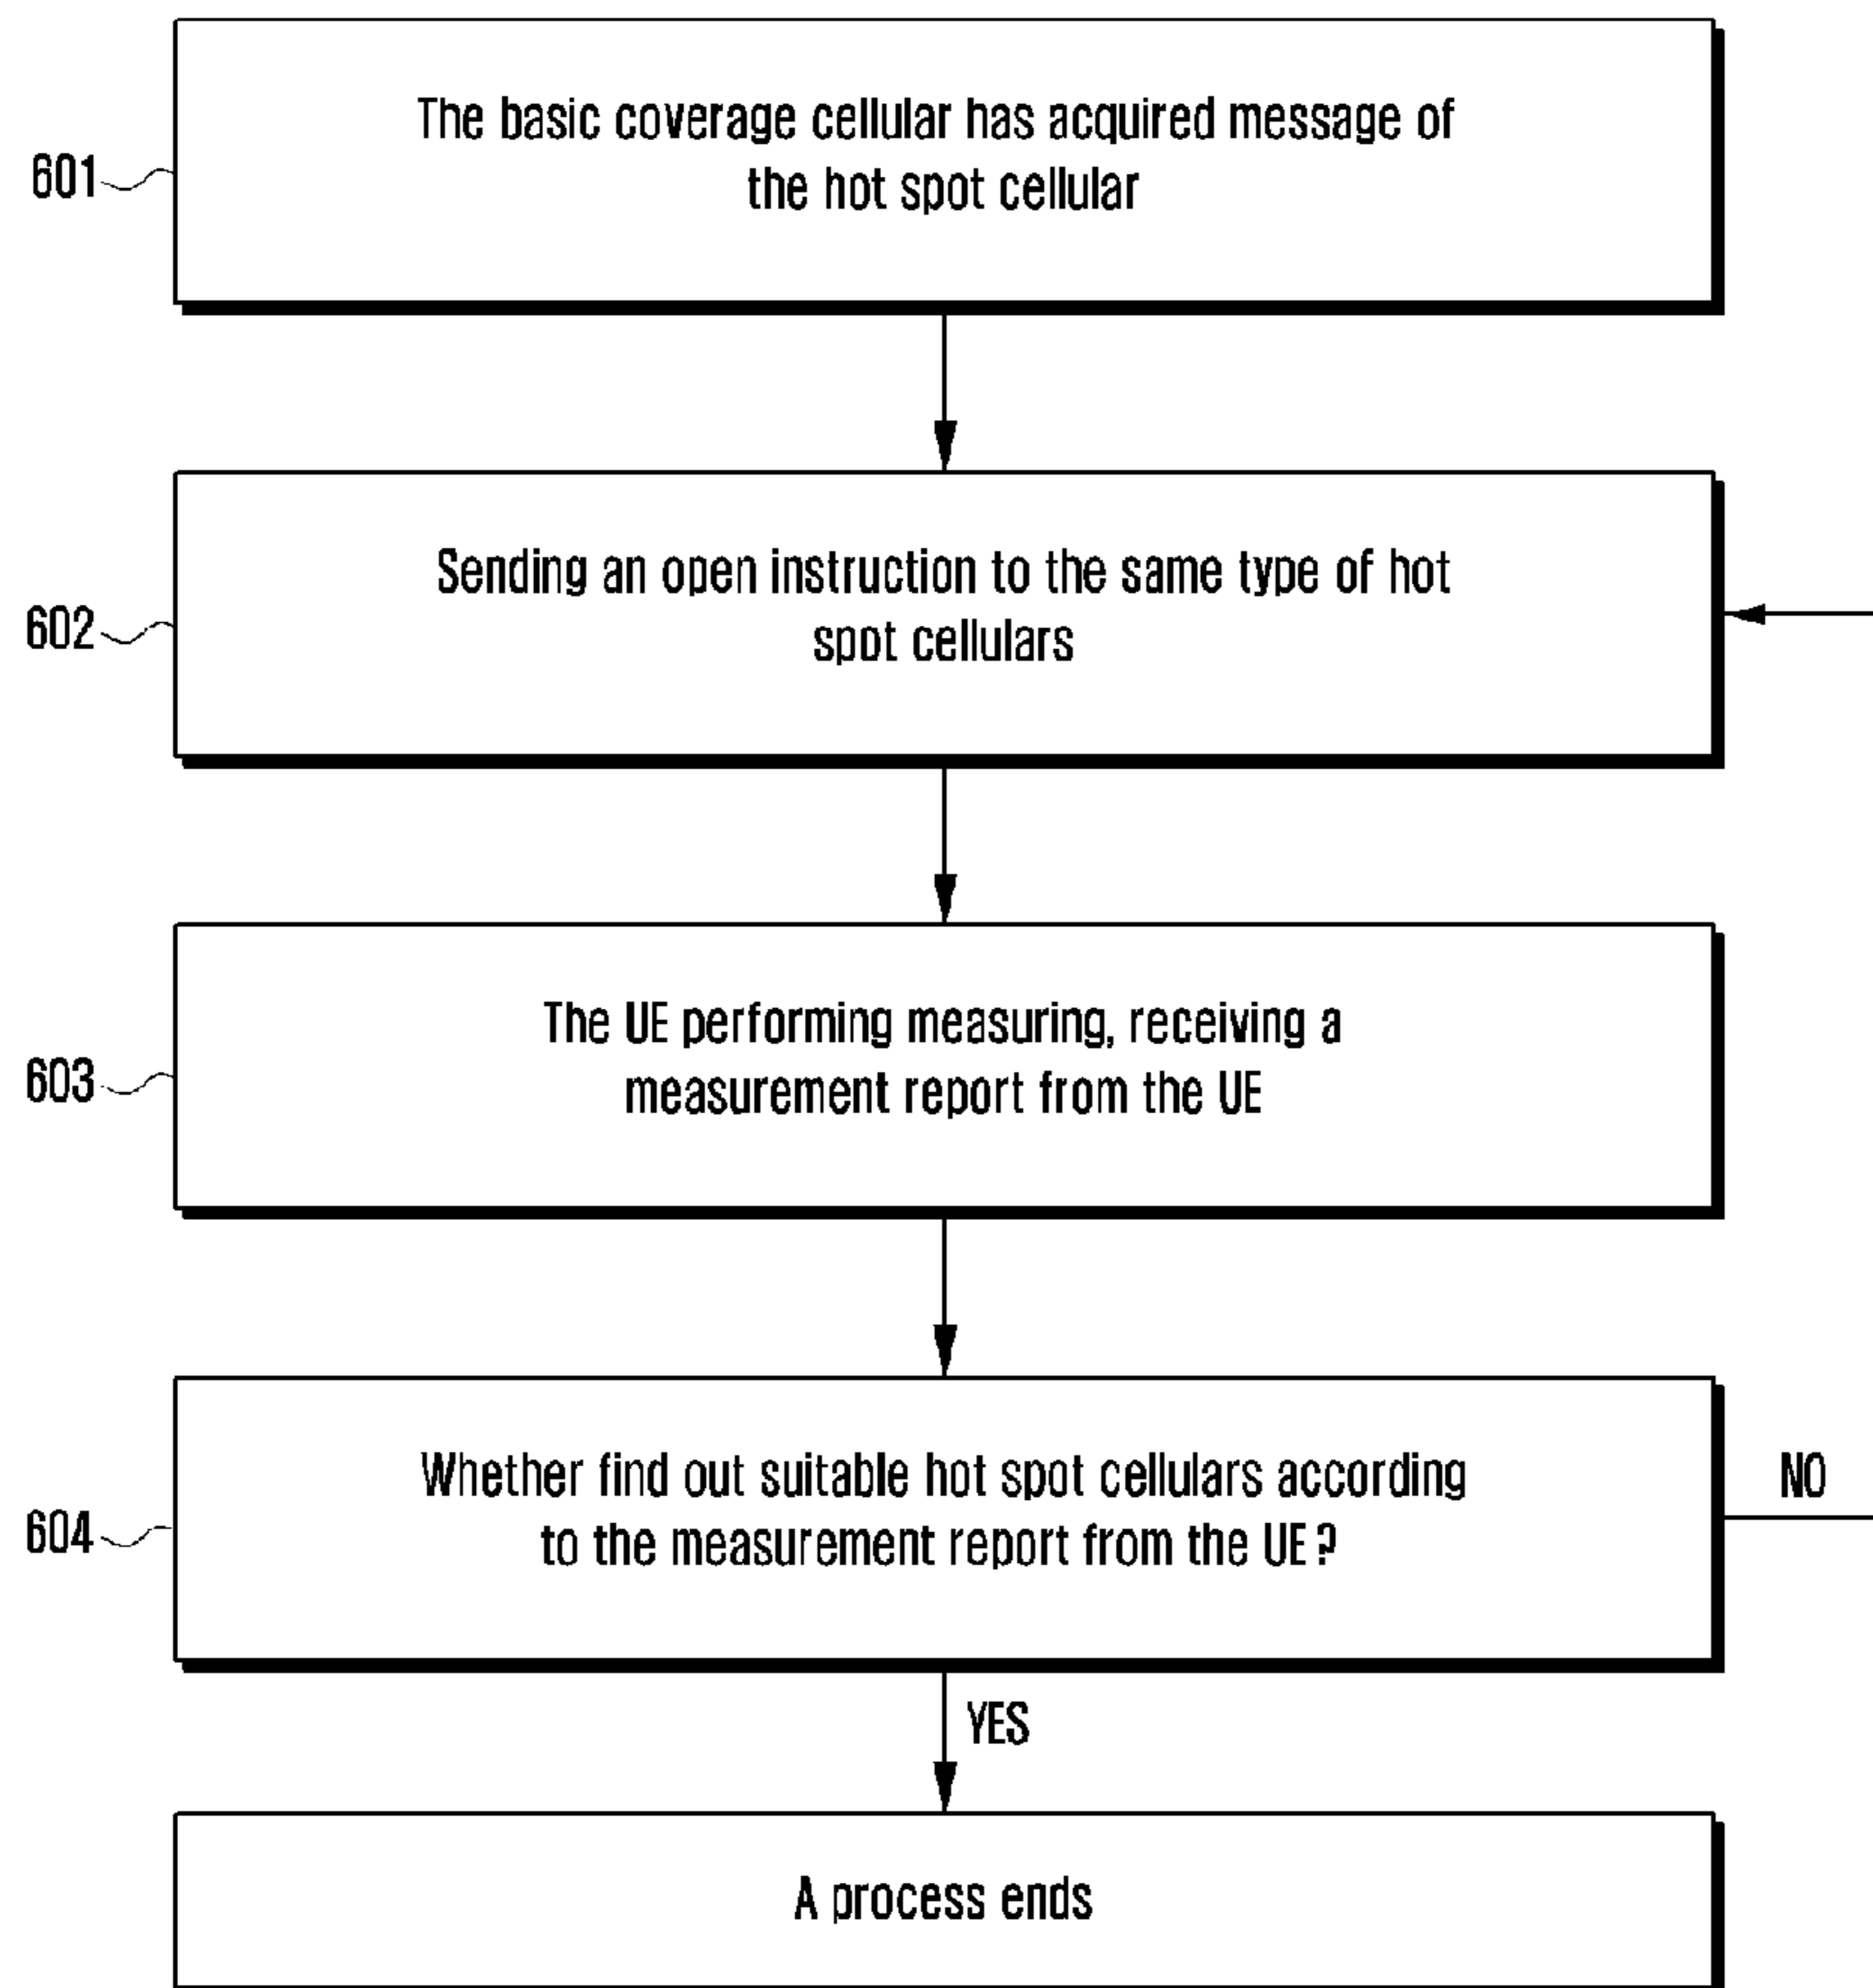 The basic coverage cellular has acquired message of
the hot spot cellular
601
Sending an open instruction to the same type of hot
spot cellulars
602
The UE performing measuring, receiving a
measurement report from the UE
603
Whether find out suitable hot spot cellulars according
to the measurement report from the UE ?
604
NO
YES
A process ends